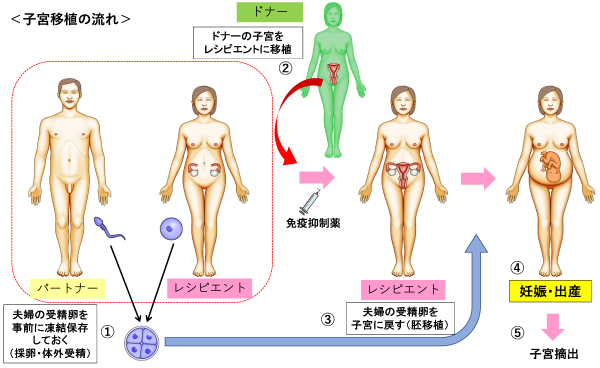 ＜子宮移植の流れ＞
ドナー
ドナーの子宮を
レシピエントに移植
②
免疫抑制薬
パートナー
レシピエント
レシピエント
夫婦の受精卵を
事前に凍結保存
しておく
（採卵・体外受精）
①
③
夫婦の受精卵を
子宮に戻す（胚移植）
④
妊娠・出産
⑤
子宮摘出